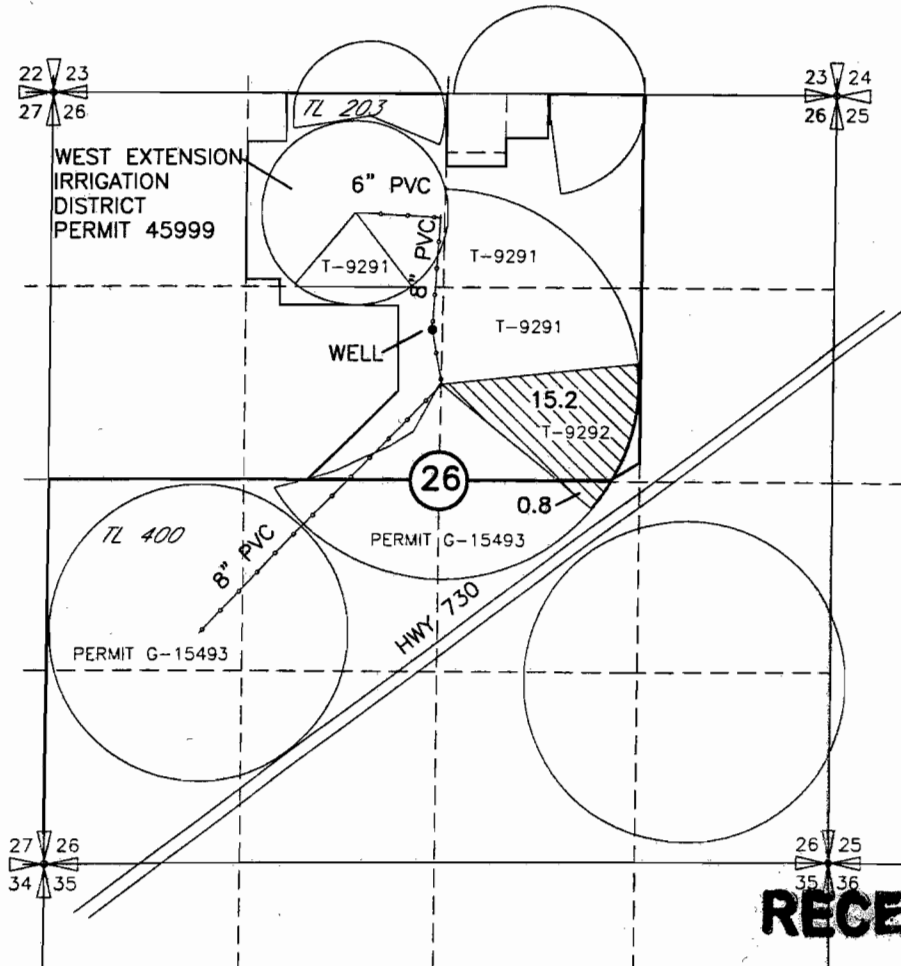 22 23
23 24
27 26
26 25
TL 203
WEST EXTENSION
IRRIGATION
DISTRICT
PERMIT 45999
6" PVC
8" PVC
T-9291
T-9291
T-9291
WELL
15.2
T-9292
26
0.8
TL 400
8" PVC
PERMIT G-15493
HWY 730
PERMIT G-15493
27 26
26 25
34 35
35 36
RECE